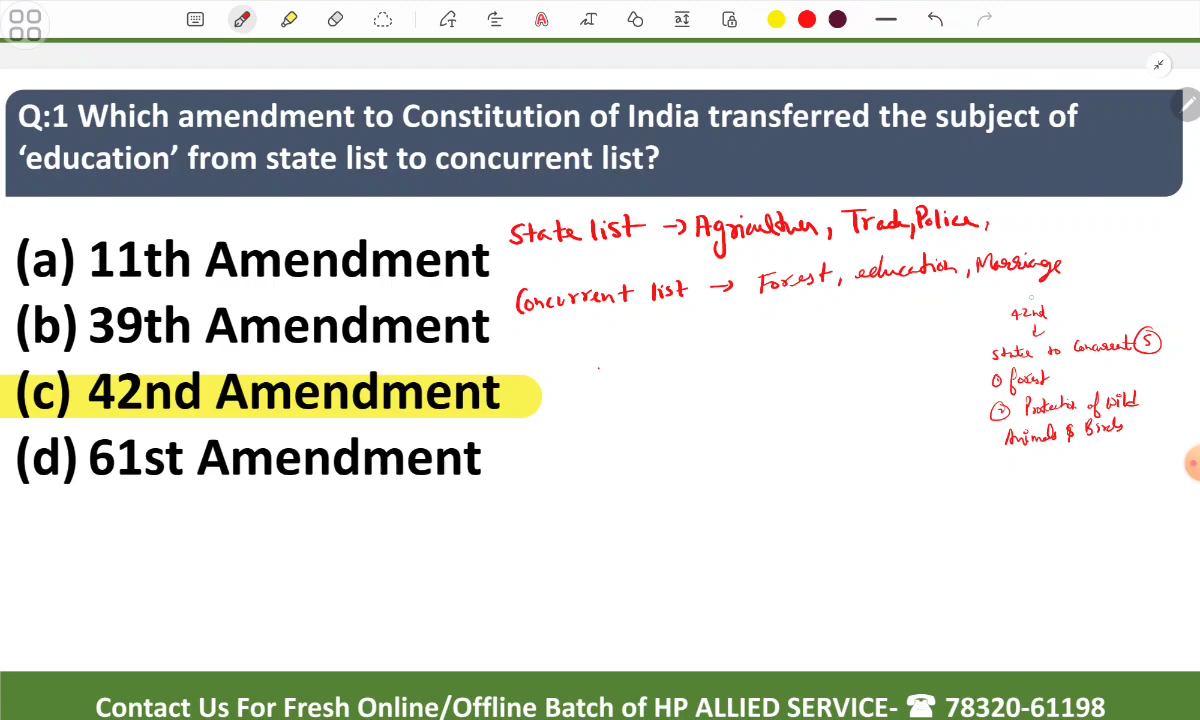 Q:1 Which amendment to Constitution of India transferred the subject of
‘education’ from state list to concurrent list?
(a) 11th Amendment
(b) 39th Amendment
(c) 42nd Amendment
(d) 61st Amendment
State list → Agriculture, Trade, Police,
Concurrent list → Forest, education, Marriage
42nd
↓
State to Concurrent 5
① forest
② Protection of Wild
Animals & Birds
Contact Us For Fresh Online/Offline Batch of HP ALLIED SERVICE- ☎ 78320-61198